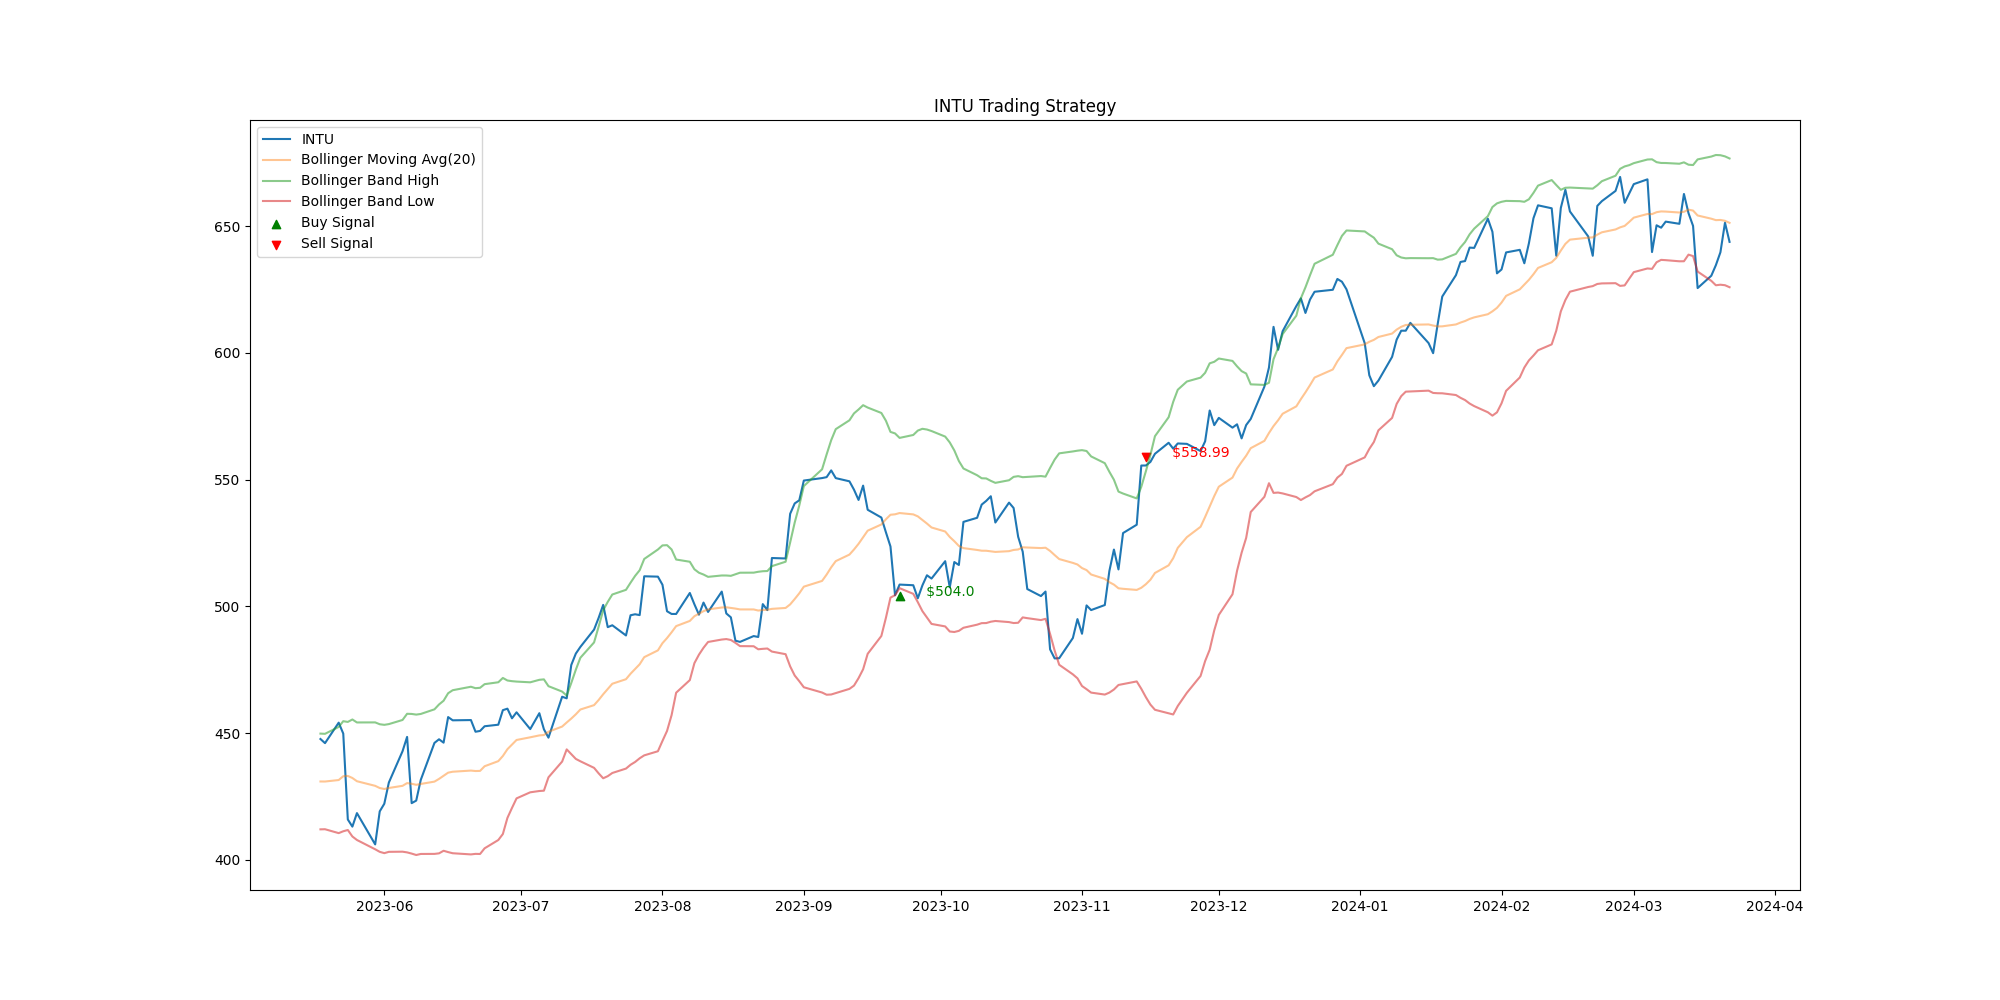 INTU Trading Strategy
INTU
Bollinger Moving Avg(20)
Bollinger Band High
Bollinger Band Low
Buy Signal
Sell Signal
650
600
550
500
450
400
$558.99
$504.0
2023-06 2023-07 2023-08 2023-09 2023-10 2023-11 2023-12 2024-01 2024-02 2024-03 2024-04